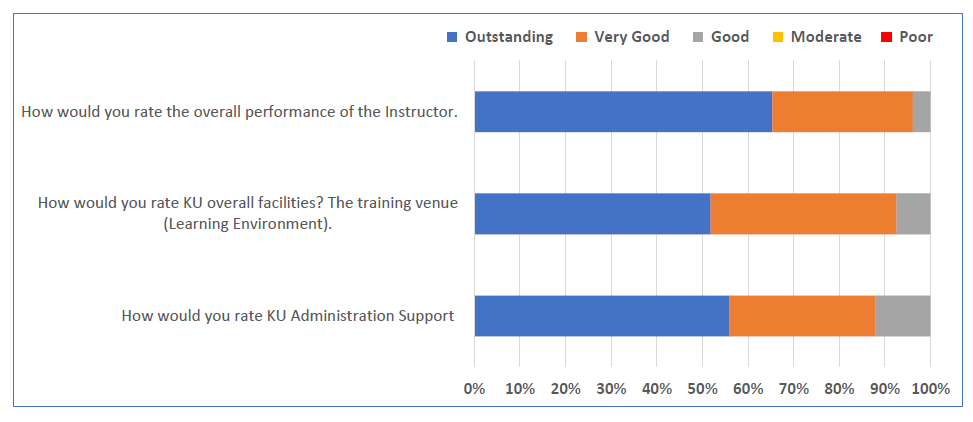 Outstanding Very Good Good Moderate Poor
How would you rate the overall performance of the Instructor.
How would you rate KU overall facilities? The training venue
(Learning Environment).
How would you rate KU Administration Support
0% 10% 20% 30% 40% 50% 60% 70% 80% 90% 100%